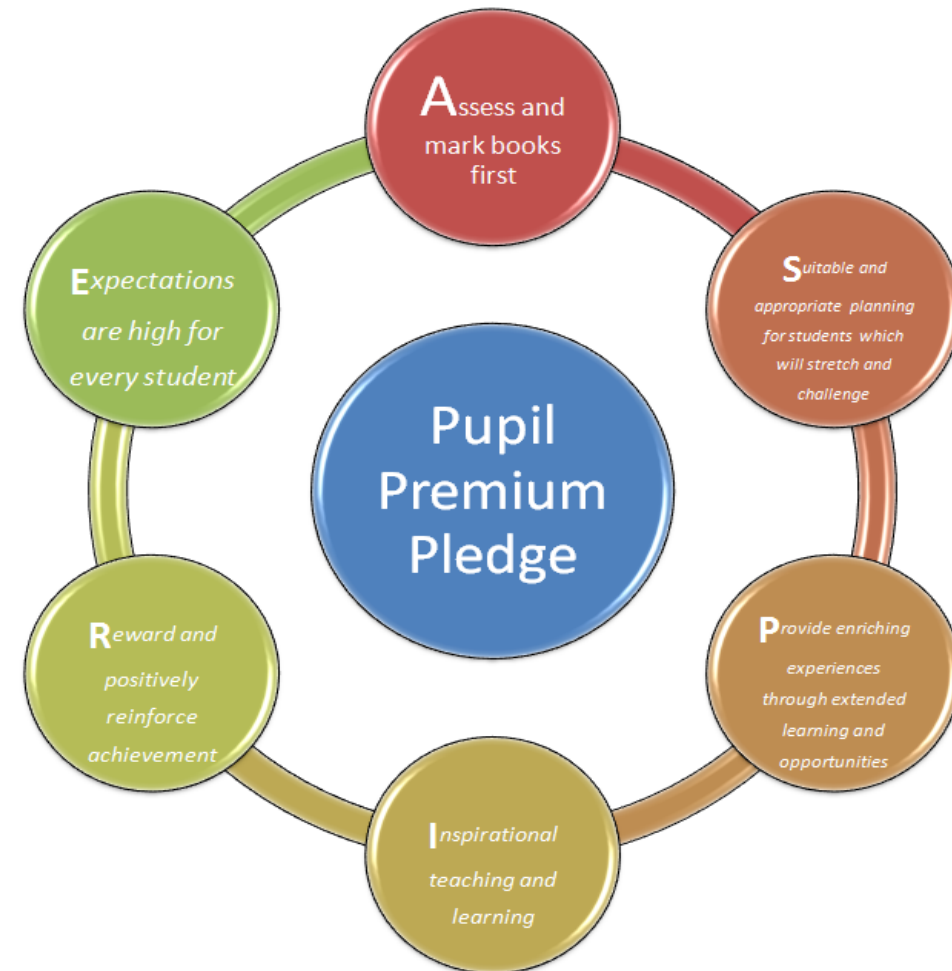 Assess and
mark books
first
Suitable and
appropriate planning
for students which
will stretch and
challenge
Provide enriching
experiences
through extended
learning and
opportunities
Inspirational
teaching and
learning
Reward and
positively
reinforce
achievement
Expectations
are high for
every student
Pupil
Premium
Pledge